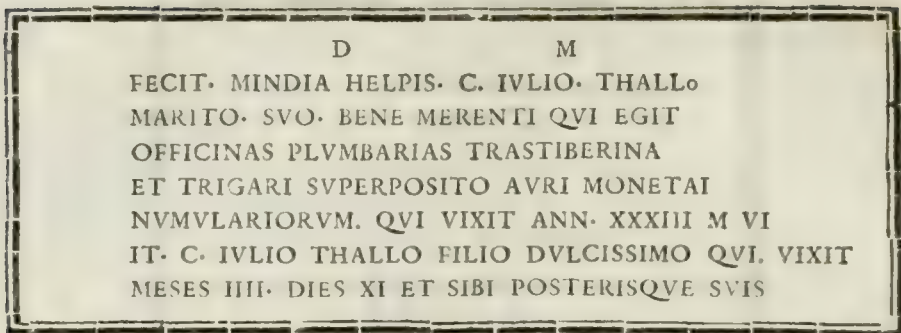 D M
FECIT· MINDIA HELPIS· C. IVLIO· THALLo
MARITO· SVO· BENE MERENTI QVI EGIT
OFFICINAS PLVMBARIAS TRASTIBERINA
ET TRIGARI SVPERPOSITO AVRI MONETAI
NVMVLARIORVM. QVI VIXIT ANN· XXXIII M VI
IT· C· IVLIO THALLO FILIO DVLCISSIMO QVI. VIXIT
MESES IIII· DIES XI ET SIBI POSTERISQVE SVIS